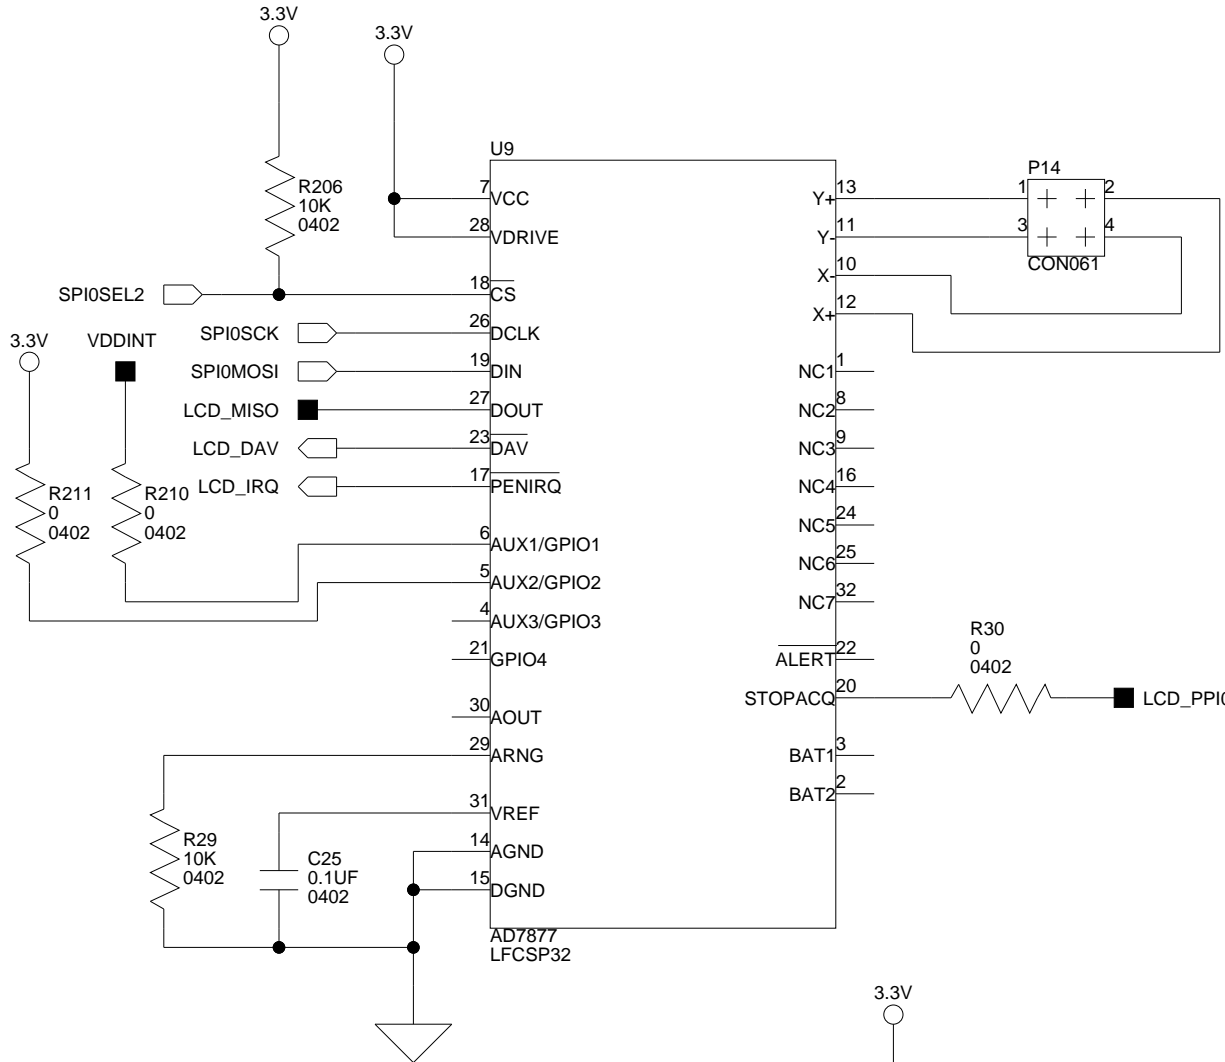 3.3V
3.3V
R206
10K
0402
SPI0SEL2
3.3V
VDDINT
SPI0SCK
SPI0MOSI
LCD_MISO
LCD_DAV
LCD_IRQ
R211
0
0402
R210
0
0402
U9
7 VCC
28 VDRIVE
18 CS
26 DCLK
19 DIN
27 DOUT
23 DAV
17 PENIRQ
6 AUX1/GPIO1
5 AUX2/GPIO2
4 AUX3/GPIO3
21 GPIO4
30 AOUT
29 ARNG
31 VREF
14 AGND
15 DGND
AD7877
LFCSP32
Y+ 13
Y- 11
X- 10
X+ 12
NC1 1
NC2 8
NC3 9
NC4 16
NC5 24
NC6 25
NC7 32
ALERT 22
STOPACQ 20
BAT1 3
BAT2 2
P14
1 2
3 4
CON061
R30
0
0402
R29
10K
0402
C25
0.1UF
0402
3.3V